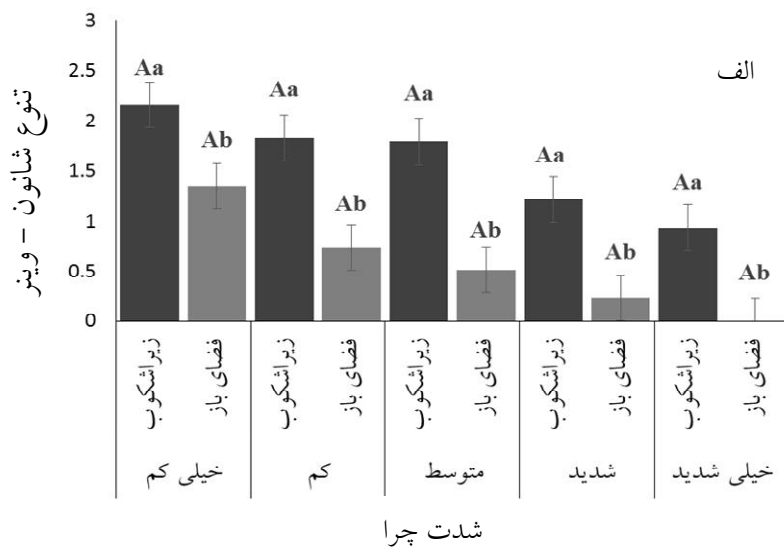 الف
تنوع شانون – وینر
3
2.5
2
1.5
1
0.5
0
Aa
Ab
Aa
Ab
Aa
Ab
Aa
Ab
Aa
Ab
زیراشکوب
فضای باز
زیراشکوب
فضای باز
زیراشکوب
فضای باز
زیراشکوب
فضای باز
زیراشکوب
فضای باز
خیلی کم
کم
متوسط
شدید
خیلی شدید
شدت چرا